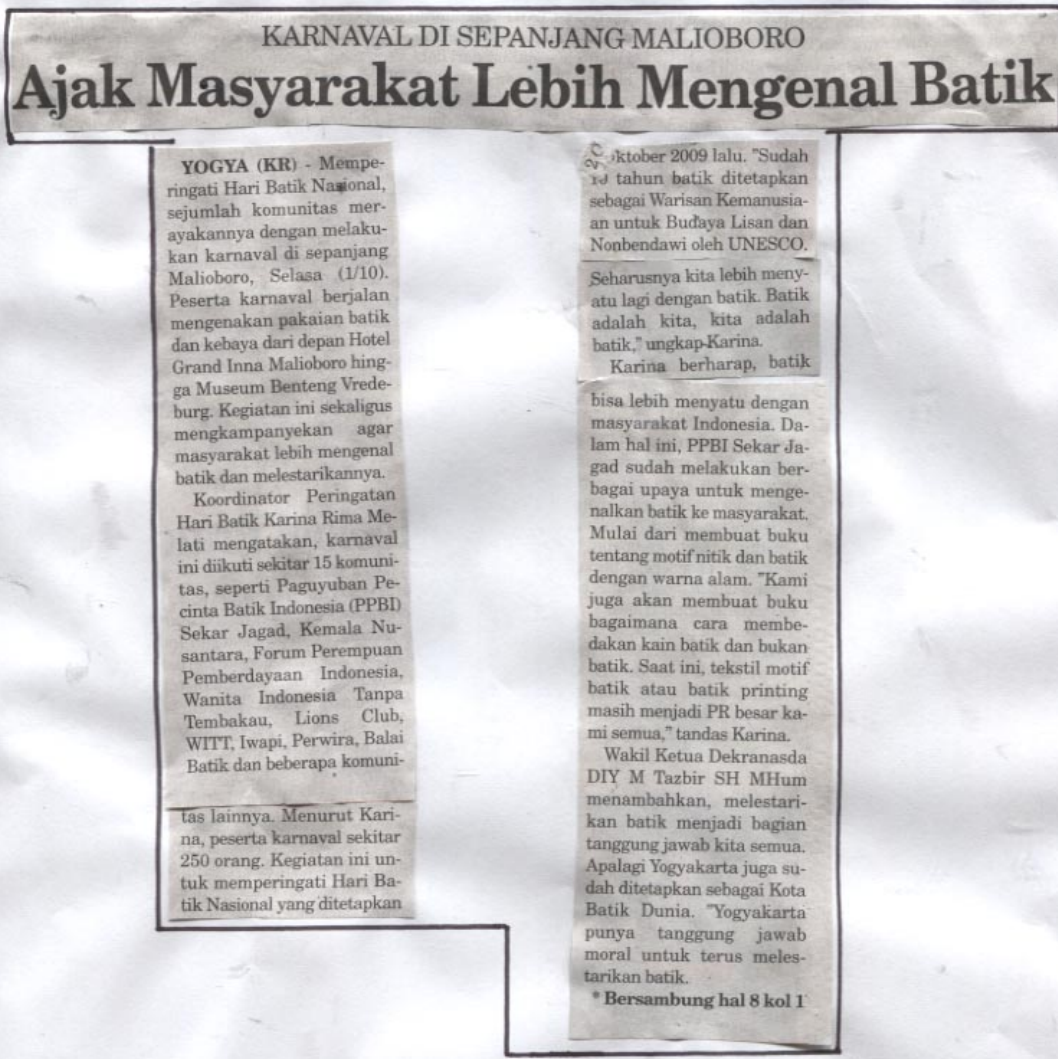 KARNAVAL DI SEPANJANG MALIOBORO
Ajak Masyarakat Lebih Mengenal Batik
YOGYA (KR) - Mempe-
ringati Hari Batik Nasional,
sejumlah komunitas mer-
ayakannya dengan melaku-
kan karnaval di sepanjang
Malioboro, Selasa (1/10).
Peserta karnaval berjalan
mengenakan pakaian batik
dan kebaya dari depan Hotel
Grand Inna Malioboro hing-
ga Museum Benteng Vrede-
burg. Kegiatan ini sekaligus
mengkampanyekan agar
masyarakat lebih mengenal
batik dan melestarikannya.
Koordinator Peringatan
Hari Batik Karina Rima Me-
lati mengatakan, karnaval
ini diikuti sekitar 15 komuni-
tas, seperti Paguyuban Pe-
cinta Batik Indonesia (PPBI)
Sekar Jagad, Kemala Nu-
santara, Forum Perempuan
Pemberdayaan Indonesia,
Wanita Indonesia Tanpa
Tembakau, Lions Club,
WITT, Iwapi, Perwira, Balai
Batik dan beberapa komuni-
tas lainnya. Menurut Kari-
na, peserta karnaval sekitar
250 orang. Kegiatan ini un-
tuk memperingati Hari Ba-
tik Nasional yang ditetapkan
ktober 2009 lalu. "Sudah
tahun batik ditetapkan
sebagai Warisan Kemanusia-
an untuk Budaya Lisan dan
Nonbendawi oleh UNESCO.
Seharusnya kita lebih meny-
atu lagi dengan batik. Batik
adalah kita, kita adalah
batik," ungkap Karina.
Karina berharap, batik
bisa lebih menyatu dengan
masyarakat Indonesia. Da-
lam hal ini, PPBI Sekar Ja-
gad sudah melakukan ber-
bagai upaya untuk menge-
nalkan batik ke masyarakat.
Mulai dari membuat buku
tentang motif nitik dan batik
dengan warna alam. "Kami
juga akan membuat buku
bagaimana cara membe-
dakan kain batik dan bukan
batik. Saat ini, tekstil motif
batik atau batik printing
masih menjadi PR besar ka-
mi semua," tandas Karina.
Wakil Ketua Dekranasda
DIY M Tazbir SH MHum
menambahkan, melestari-
kan batik menjadi bagian
tanggung jawab kita semua.
Apalagi Yogyakarta juga su-
dah ditetapkan sebagai Kota
Batik Dunia. "Yogyakarta
punya tanggung jawab
moral untuk terus meles-
tarikan batik.
* Bersambung hal 8 kol 1